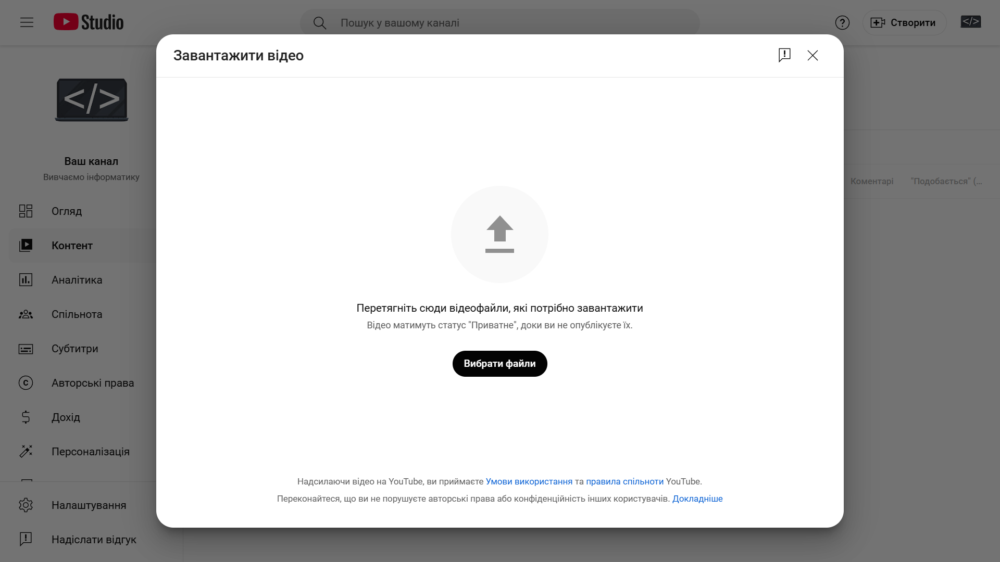 Studio
Пошук у вашому каналі
Створити
Завантажити відео
Ваш канал
Вивчаємо інформатику
Коментарі
"Подобається" (...
Огляд
Контент
Аналітика
Спільнота
Субтитри
Авторські права
Дохід
Персоналізація
Налаштування
Надіслати відгук
Перетягніть сюди відеофайли, які потрібно завантажити
Відео матимуть статус "Приватне", доки ви не опублікуєте їх.
Вибрати файли
Надсилаючи відео на YouTube, ви приймаєте Умови використання та правила спільноти YouTube.
Переконайтеся, що ви не порушуєте авторські права або конфіденційність інших користувачів. Докладніше